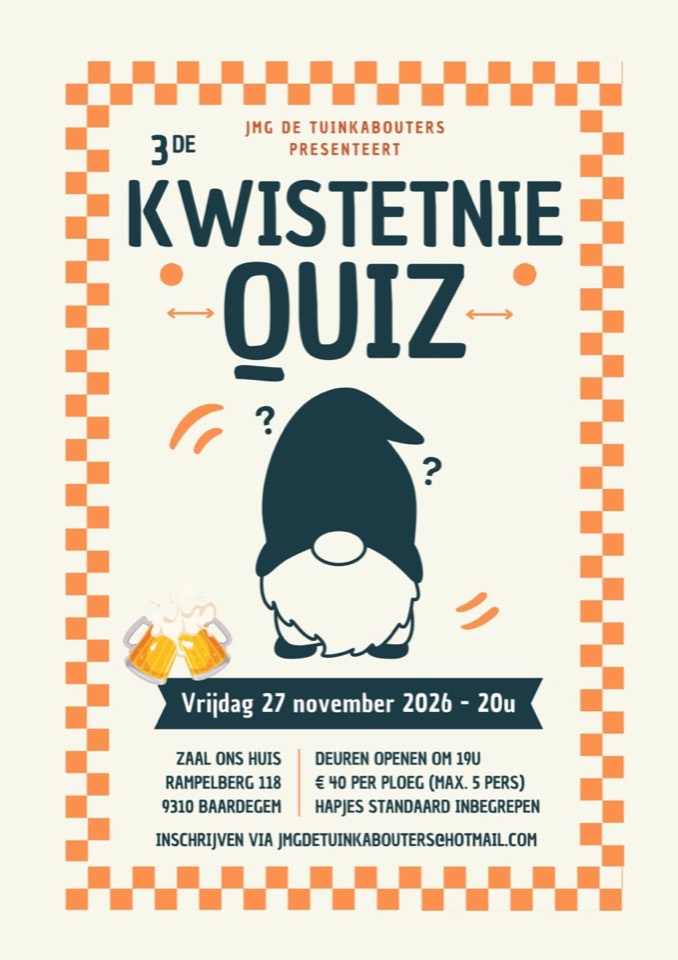 JMG DE TUINKABOUTERS
PRESENTEERT
3DE
KWISTETNIE
QUIZ
?
?
Vrijdag 27 november 2026 - 20u
ZAAL ONS HUIS
RAMPELBERG 118
9310 BAARDEGEM
DEUREN OPENEN OM 19U
€ 40 PER PLOEG (MAX. 5 PERS)
HAPJES STANDAARD INBEGREPEN
INSCHRIJVEN VIA JMGDETUINKABOUTERS@HOTMAIL.COM